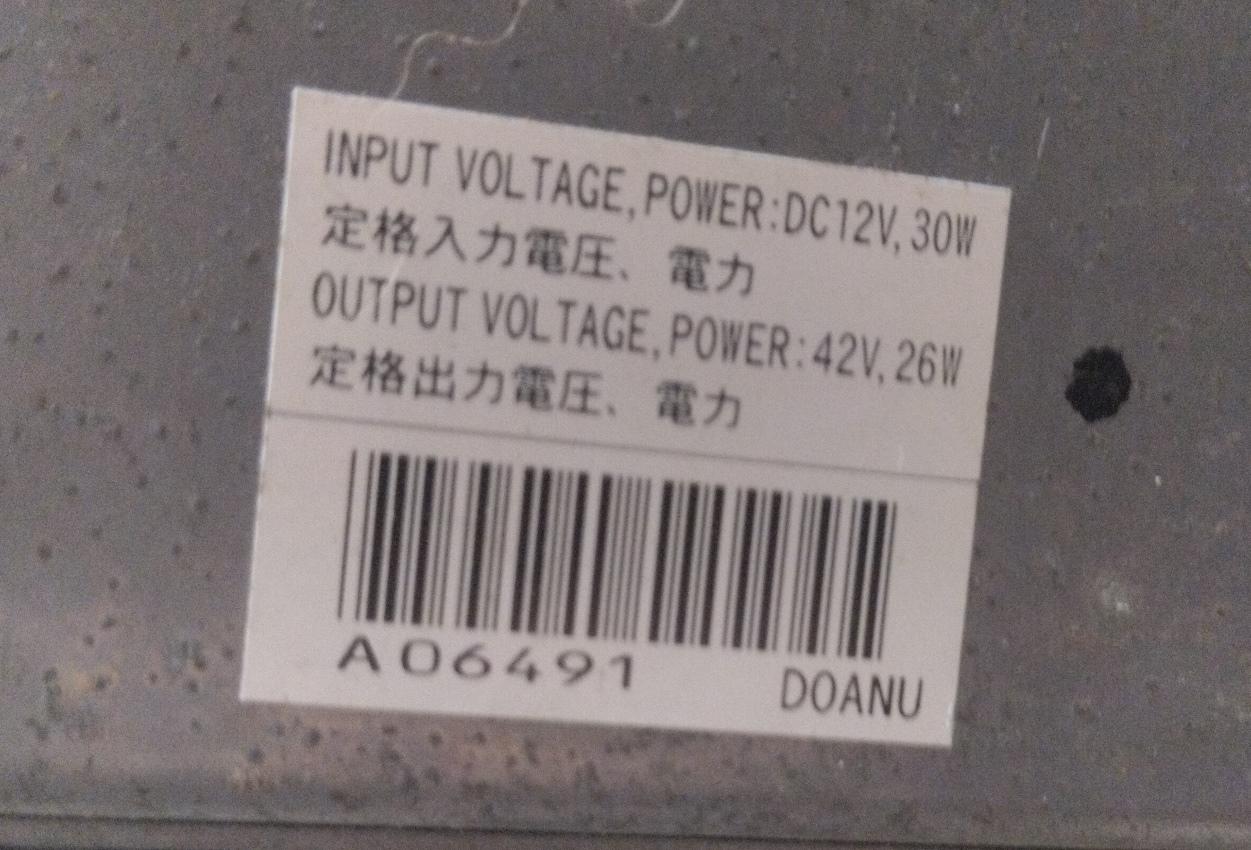 INPUT VOLTAGE,POWER:DC12V,30W
定格入力電圧、電力
OUTPUT VOLTAGE,POWER:42V,26W
定格出力電圧、電力
A06491
DOANU